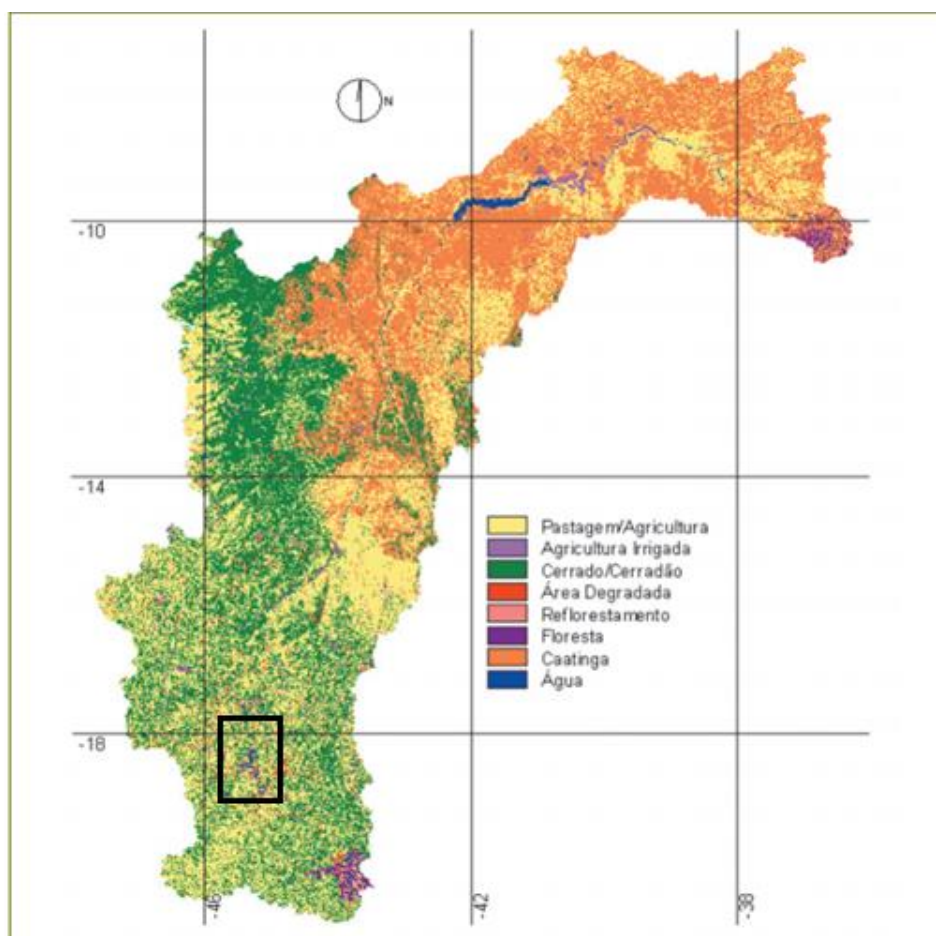 N
-10
-14
Pastagem/Agricultura
Agricultura Irrigada
Cerrado/Cerradão
Área Degradada
Reflorestamento
Floresta
Caatinga
Água
-18
-46
-42
-38